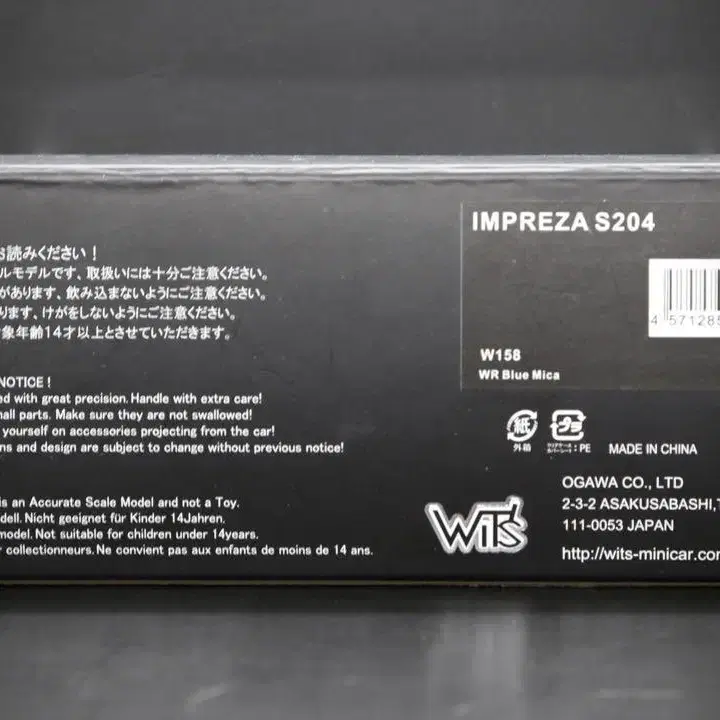 お読みください！
ルモデルです、取扱いには十分ご注意ください。
があります、飲み込まないようにご注意ください。
ります、けがをしないようにご注意ください。
象年齢14才以上とさせていただきます。
NOTICE !
ed with great precision. Handle with extra care!
all parts. Make sure they are not swallowed!
yourself on accessories projecting from the car!
ns and design are subject to change without previous notice!
is an Accurate Scale Model and not a Toy.
dell. Nicht geeignet für Kinder 14Jahren.
model. Not suitable for children under 14years.
r collectionneurs. Ne convient pas aux enfants de moins de 14 ans.
IMPREZA S204
4 571285
W158
WR Blue Mica
紙
外箱
プラ
: PE
MADE IN CHINA
WiT's
OGAWA CO., LTD
2-3-2 ASAKUSABASHI,T
111-0053 JAPAN
http://wits-minicar.com